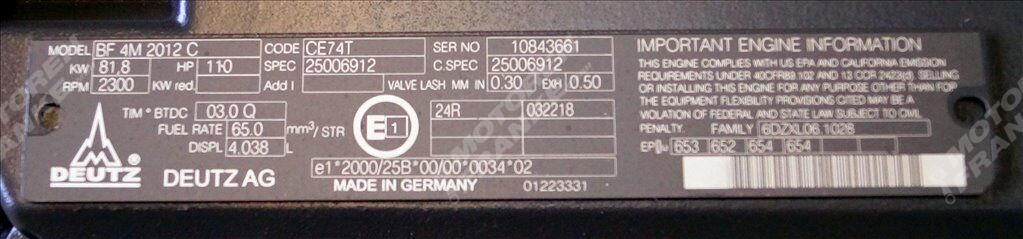 MODEL BF 4M 2012 C CODE CE74T SER NO 10843661
KW 81,8 HP 110 SPEC 25006912 C.SPEC 25006912
RPM 2300 KW red. Add I VALVE LASH MM IN 0.30 EXH 0.50
TIM ° BTDC 03,0 Q 24R 032218
FUEL RATE 65.0 mm³/STR E1
DISPL 4.038 L
DEUTZ ® DEUTZ AG e1*2000/25B*00/00*0034*02
MADE IN GERMANY 01223331
IMPORTANT ENGINE INFORMATION
THIS ENGINE COMPLIES WITH US EPA AND CALIFORNIA EMISSION
REQUIREMENTS UNDER 40CFR89.102 AND 13 CCR 2423(d). SELLING
OR INSTALLING THIS ENGINE FOR ANY PURPOSE OTHER THAN FOR
THE EQUIPMENT FLEXIBILITY PROVISIONS CITED MAY BE A
VIOLATION OF FEDERAL AND STATE LAW SUBJECT TO CIVIL
PENALTY. FAMILY 6DZXL06.1028
653 652 654 654
MOTOREN
FRANKEN